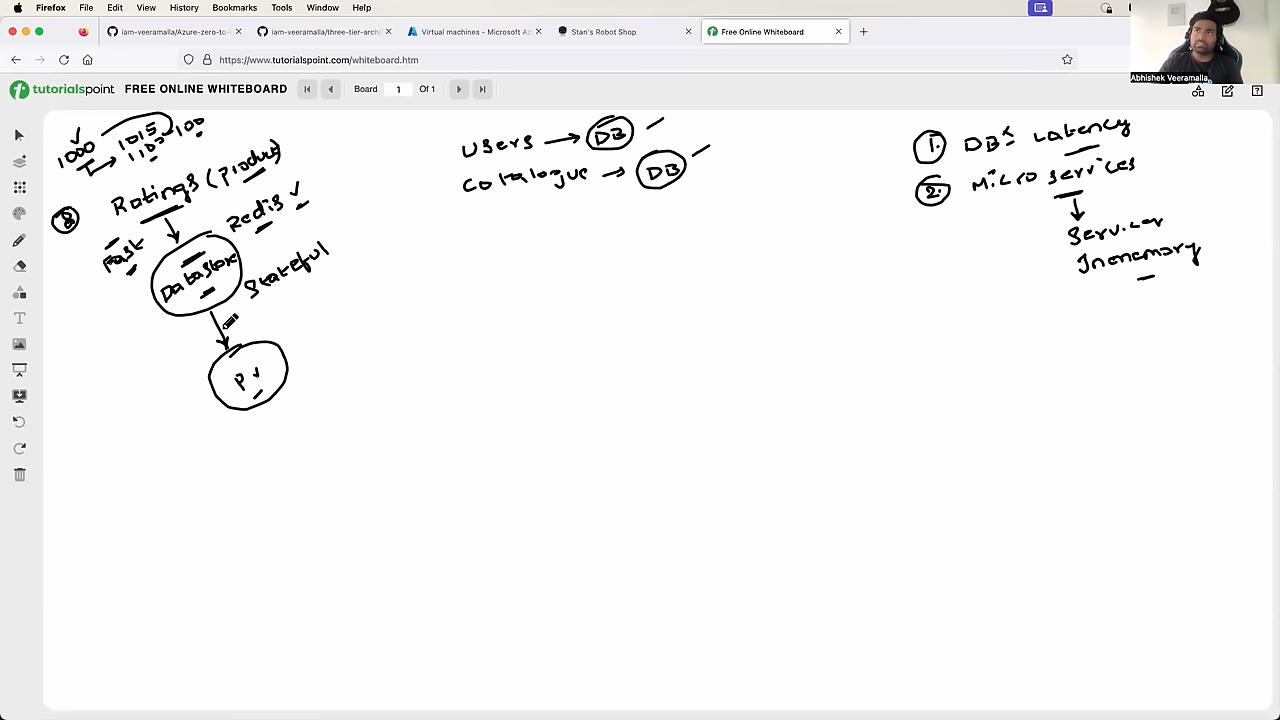 Firefox File Edit View History Bookmarks Tools Window Help
iam-veeramalla/Azure-zero-to-
iam-veeramalla/three-tier-arch
Virtual machines - Microsoft A
Stan's Robot Shop
Free Online Whiteboard
https://www.tutorialspoint.com/whiteboard.htm
Abhishek Veeramalla
tutorialspoint FREE ONLINE WHITEBOARD Board 1 Of 1
1000 1015 100
Ratings (Product)
8
Fast Redis
Datastore Stateful
PV
Users → DB
Catalogue → DB
1. DB's Latency
2. Micro services
Services
Inmemory